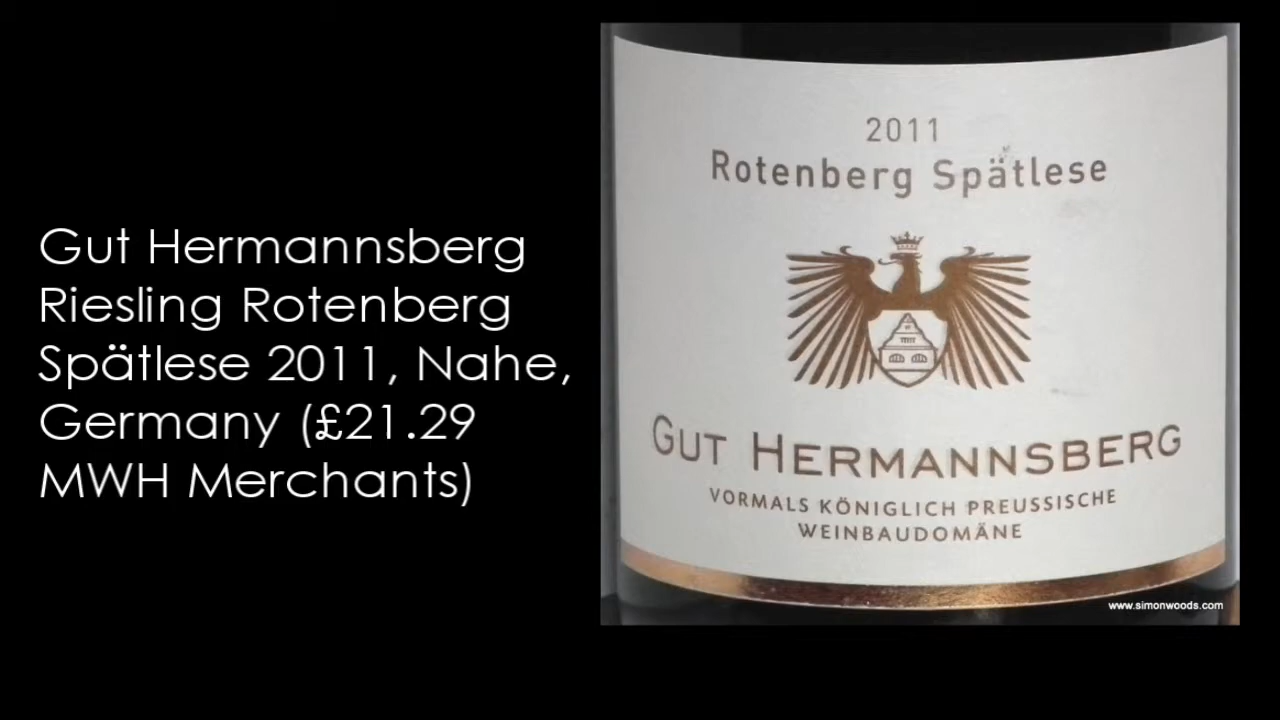 Gut Hermannsberg
Riesling Rotenberg
Spätlese 2011, Nahe,
Germany (£21.29
MWH Merchants)
2011
Rotenberg Spätlese
GUT HERMANNSBERG
VORMALS KÖNIGLICH PREUSSISCHE
WEINBAUDOMÄNE
www.simonwoods.com